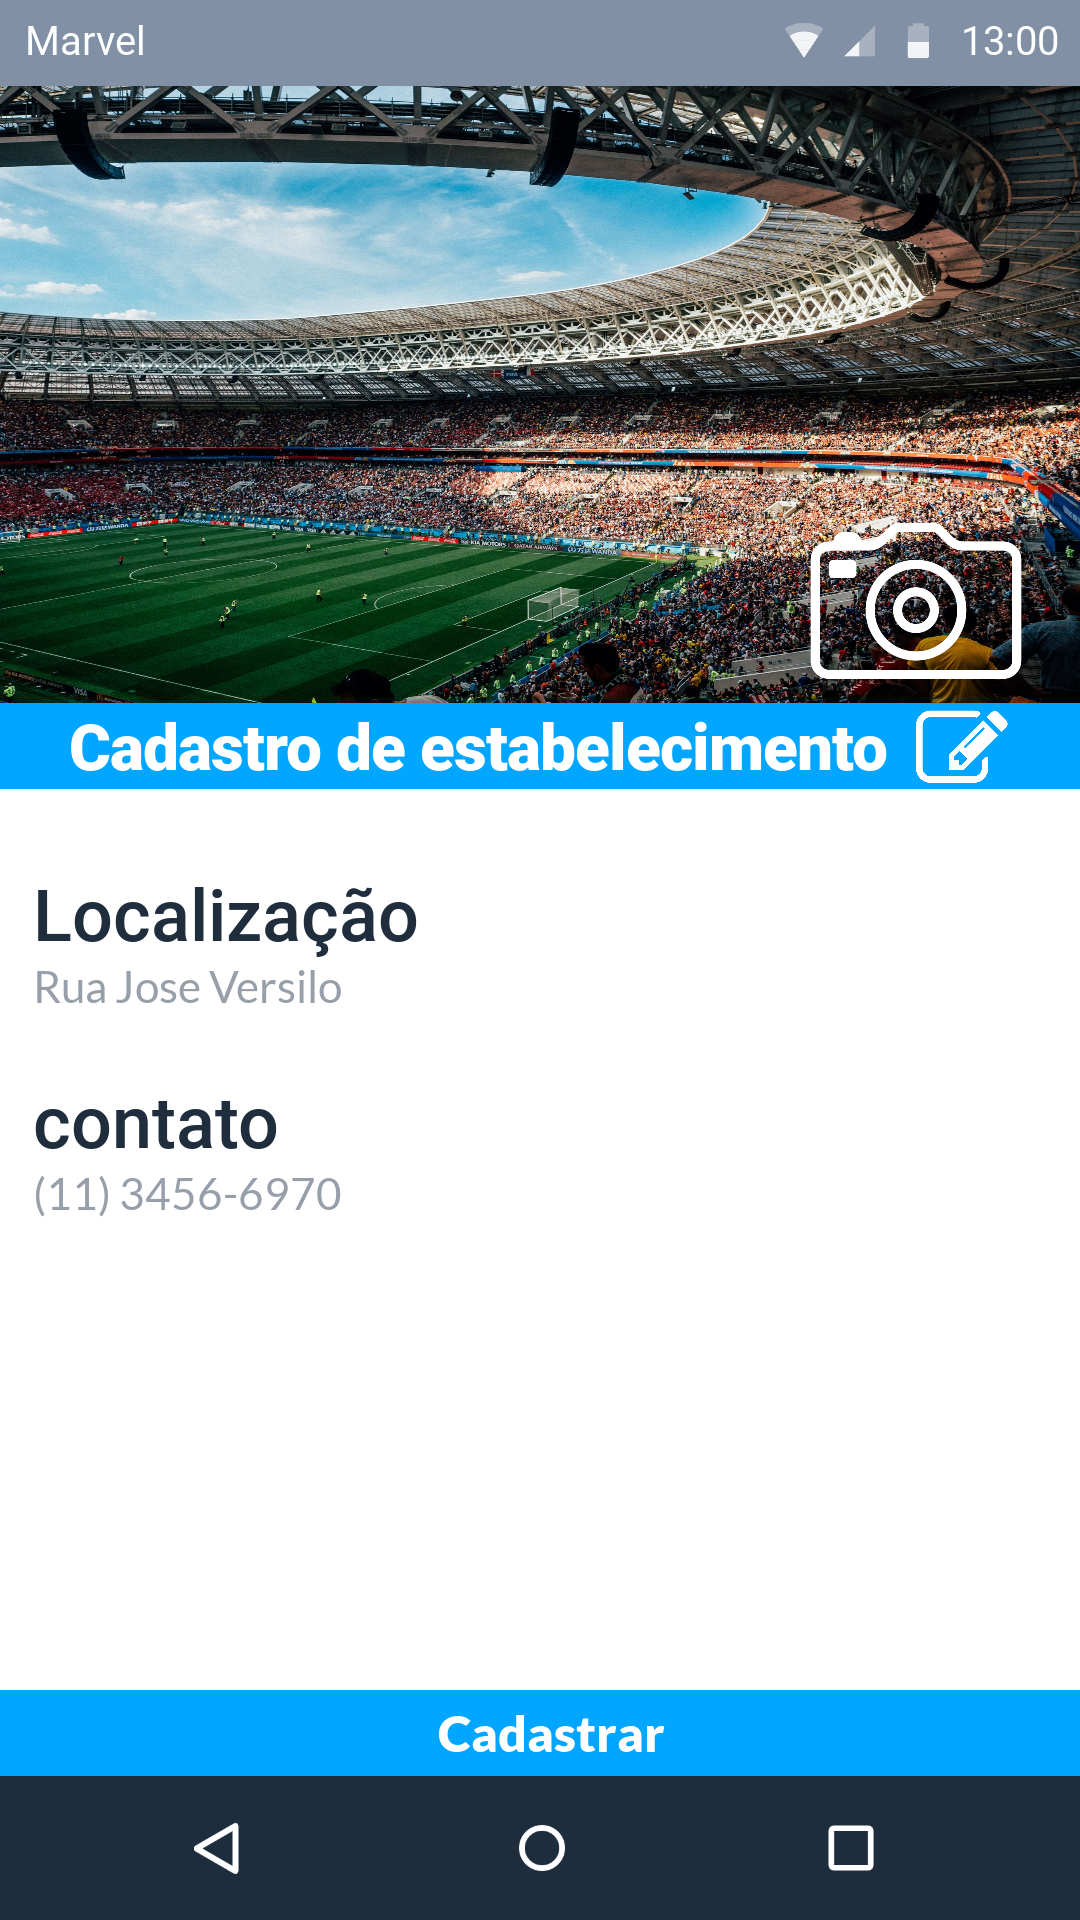 Marvel 13:00
Cadastro de estabelecimento
Localização
Rua Jose Versilo
contato
(11) 3456-6970
Cadastrar